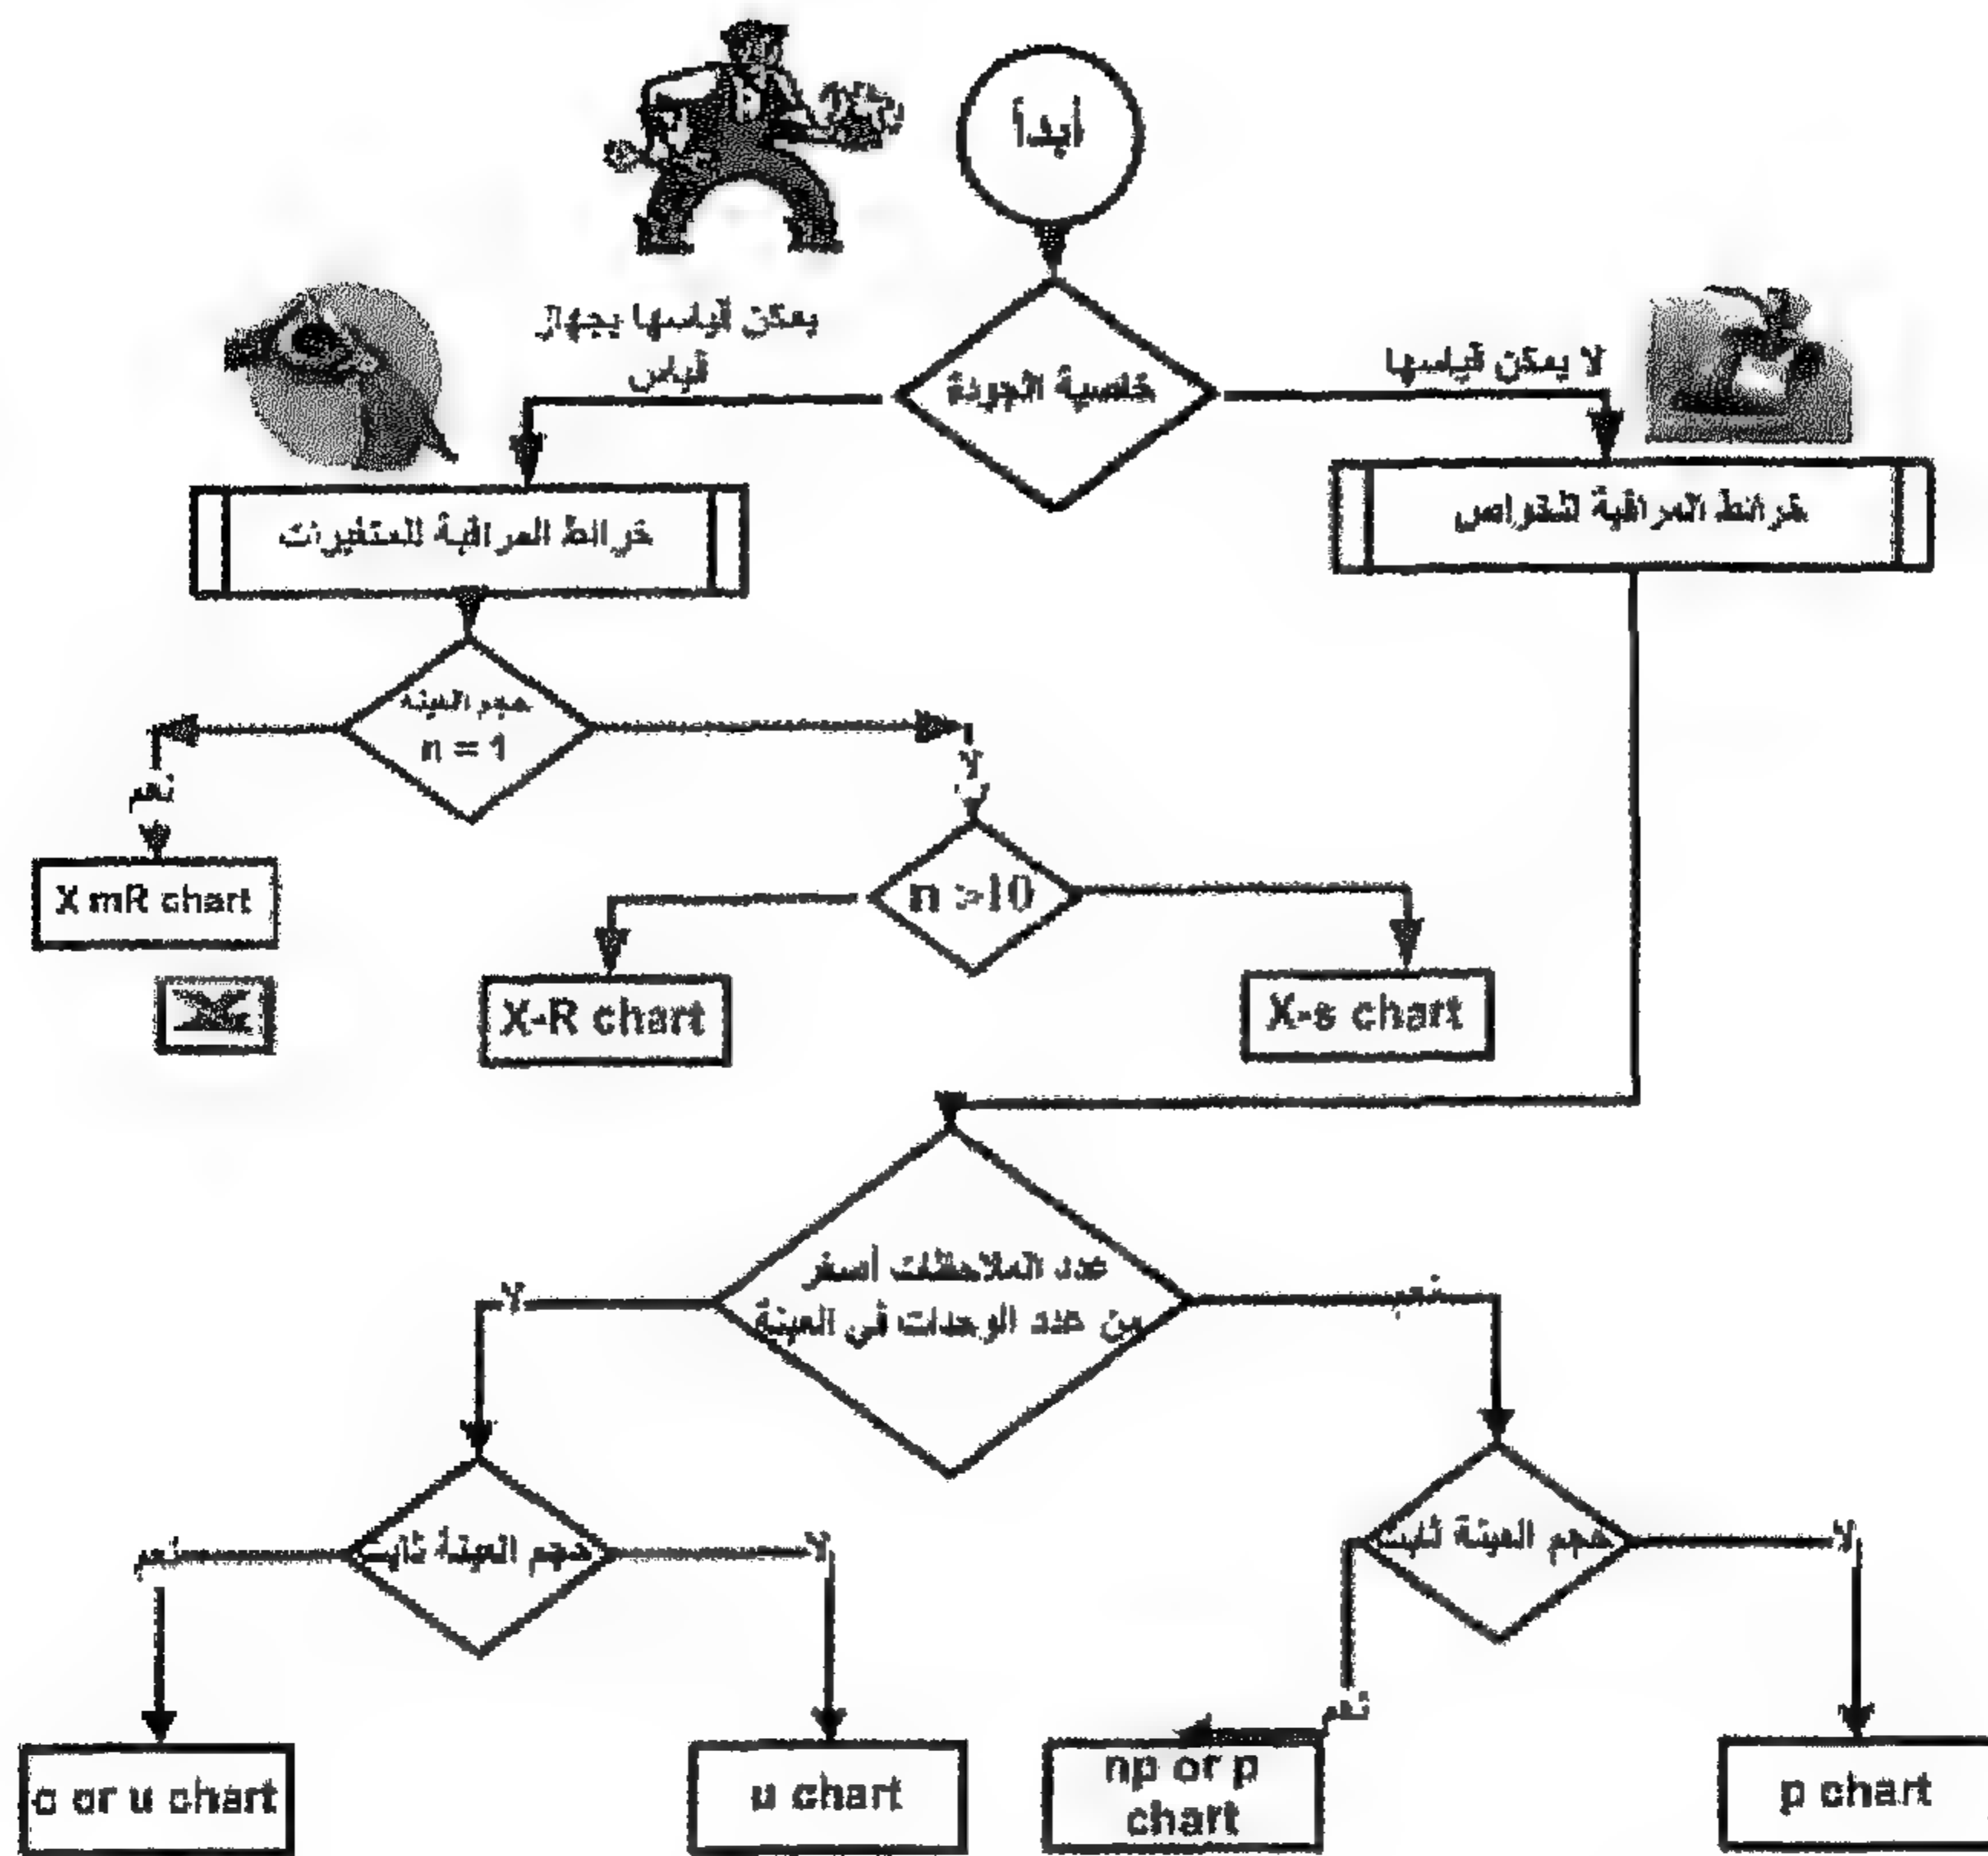 أبدأ
يمكن قياسها بجهاز
قياس
خاصية الجودة
لا يمكن قياسها
خرائط المراقبة للمتغيرات
خرائط المراقبة للخواص
حجم العينة
n = 1
نعم
لا
X mR chart
n >10
X-R chart
X-s chart
عدد الملاحظات أصغر
من عدد الوحدات في العينة
لا
نعم
حجم العينة ثابت
نعم
لا
حجم العينة ثابت
لا
نعم
c or u chart
u chart
np or p
chart
p chart